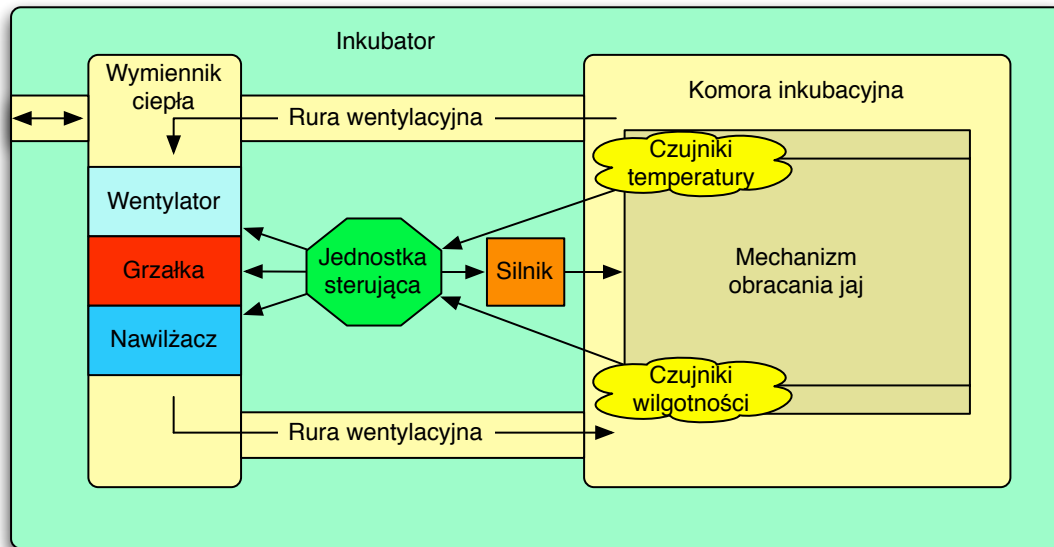 Inkubator
Wymiennik
ciepła
Komora inkubacyjna
Rura wentylacyjna
Czujniki
temperatury
Wentylator
Grzałka
Nawilżacz
Jednostka
sterująca
Silnik
Mechanizm
obracania jaj
Czujniki
wilgotności
Rura wentylacyjna